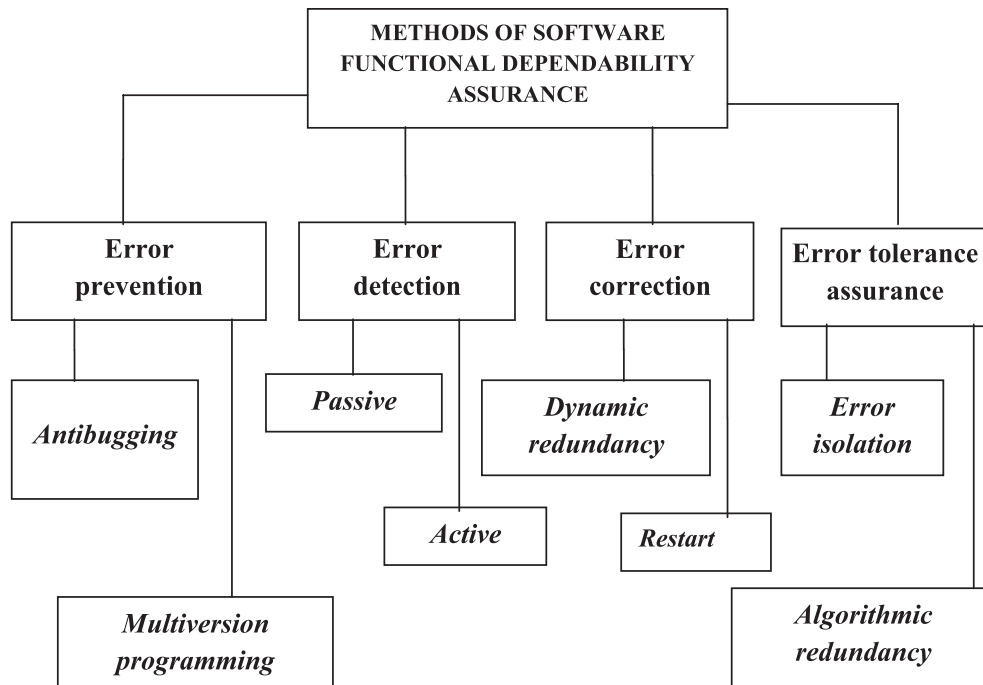 METHODS OF SOFTWARE
FUNCTIONAL DEPENDABILITY
ASSURANCE
Error
prevention
Error
detection
Error
correction
Error tolerance
assurance
Antibugging
Passive
Dynamic
redundancy
Error
isolation
Active
Restart
Multiversion
programming
Algorithmic
redundancy